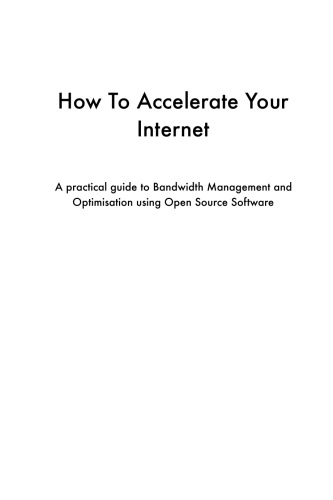 How To Accelerate Your
Internet
A practical guide to Bandwidth Management and
Optimisation using Open Source Software